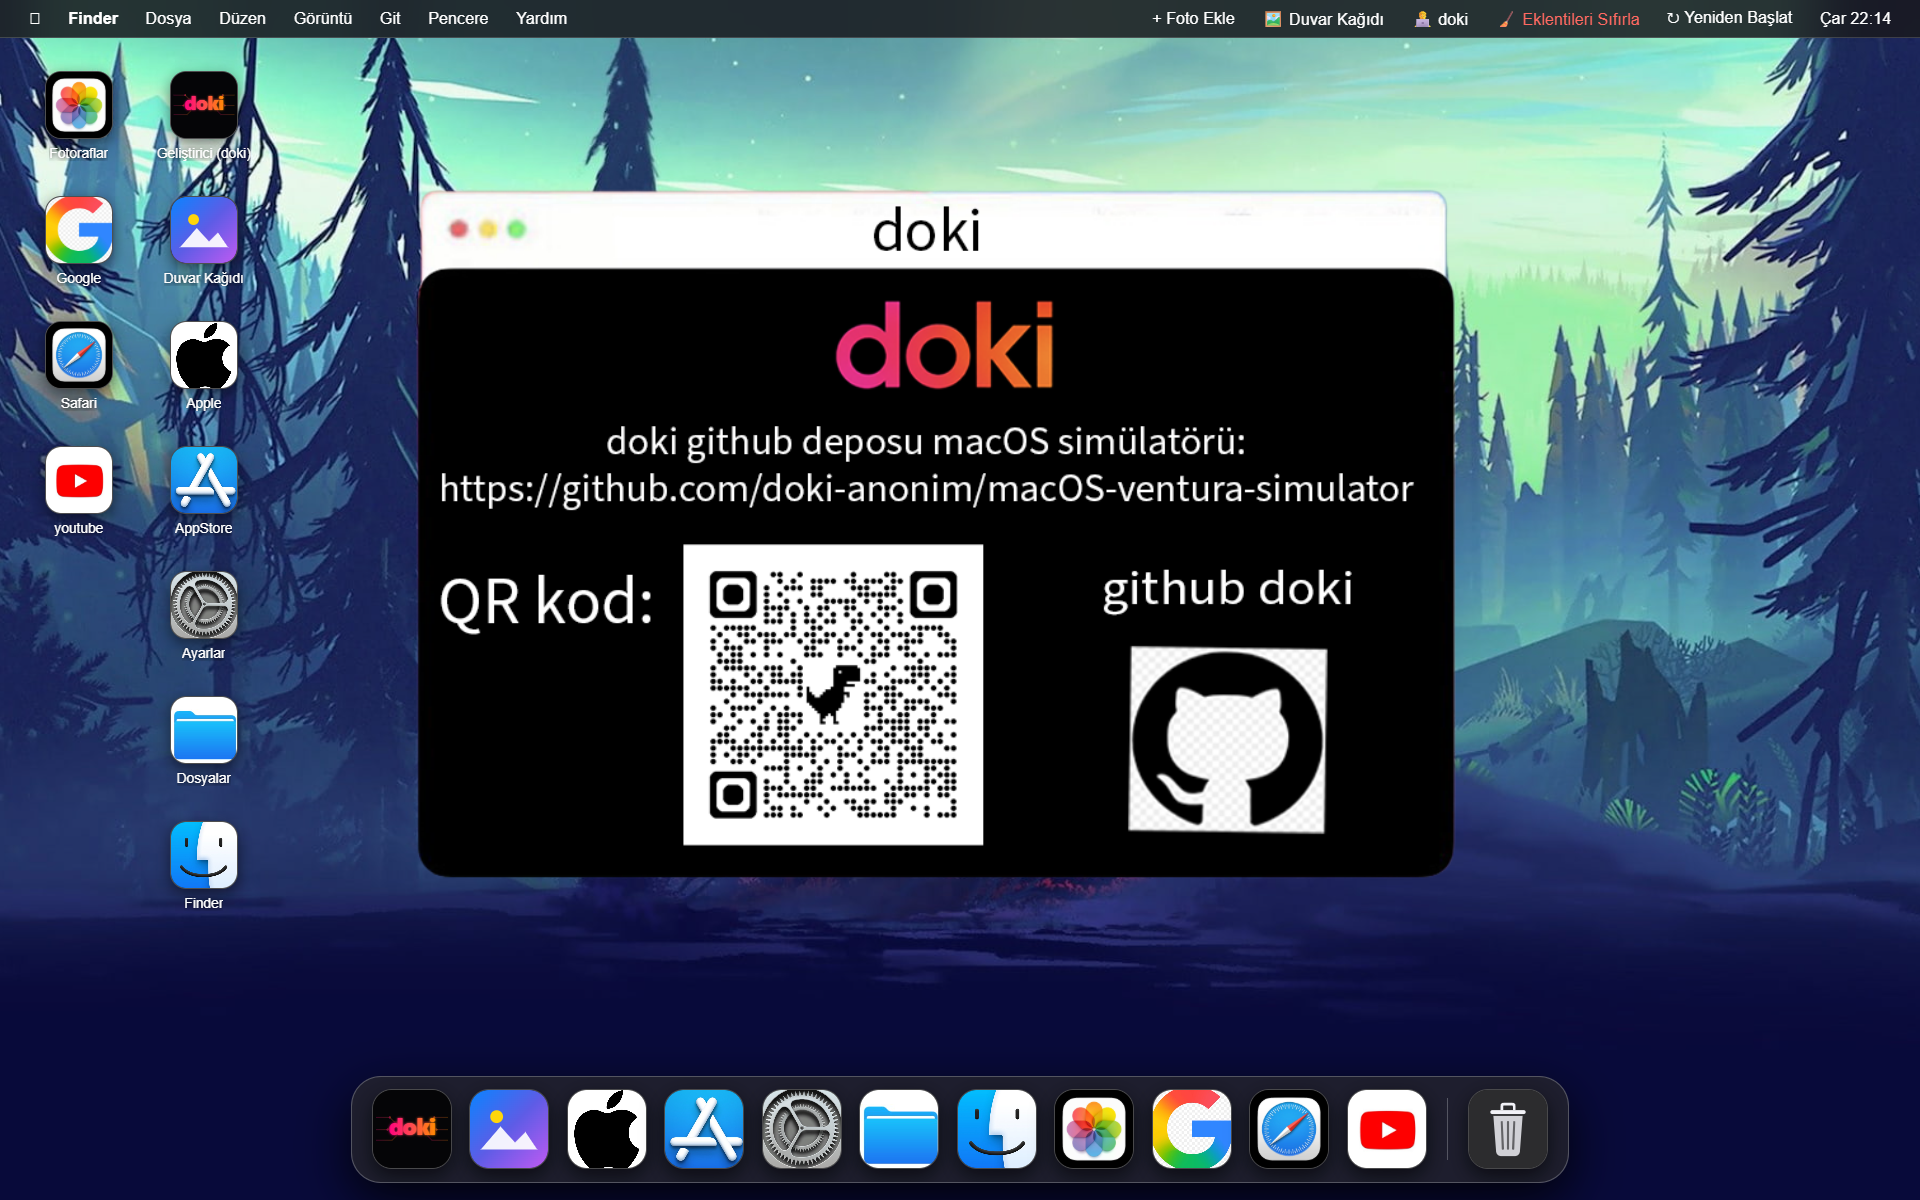 Finder Dosya Düzen Görüntü Git Pencere Yardım + Foto Ekle Duvar Kağıdı doki Eklentileri Sıfırla ↻ Yeniden Başlat Çar 22:14
doki
Fotoraflar Geliştirici (doki)
Google Duvar Kağıdı
Safari Apple
youtube AppStore
Ayarlar
Dosyalar
Finder
doki
doki
doki github deposu macOS simülatörü:
https://github.com/doki-anonim/macOS-ventura-simulator
QR kod:
github doki
doki